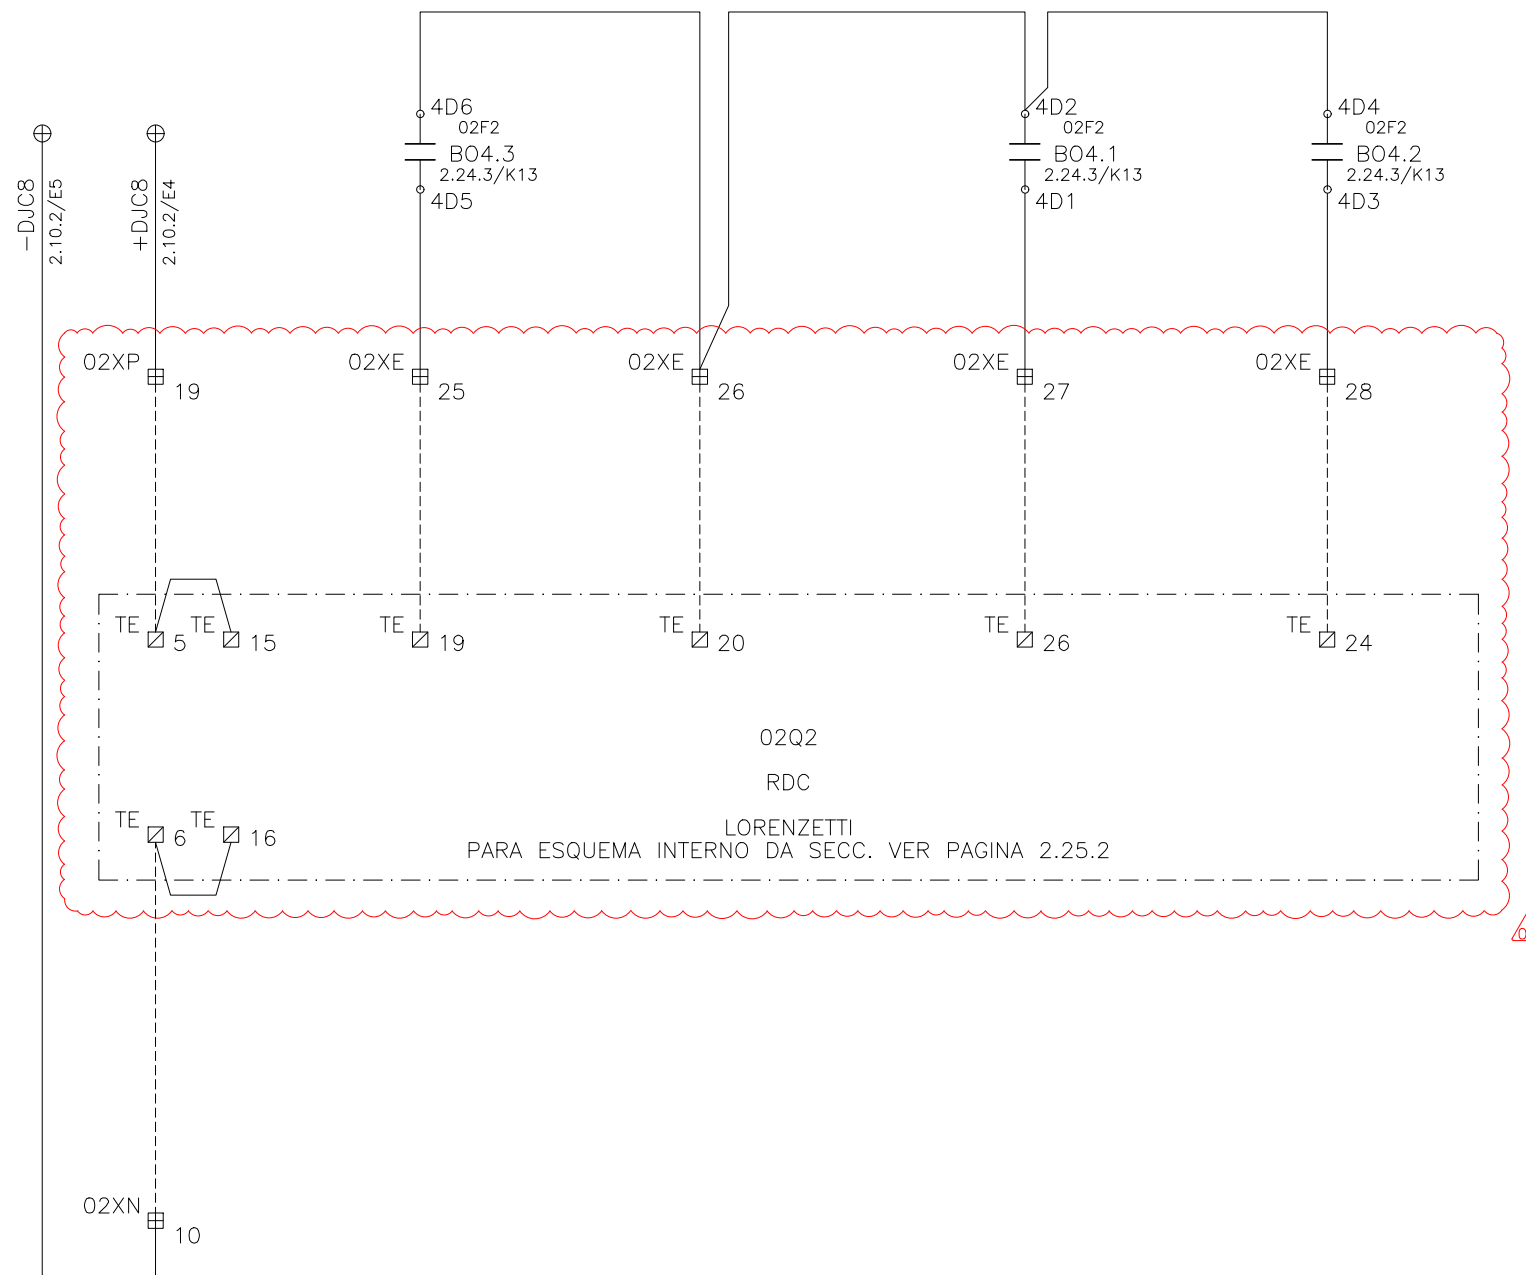 4D6
02F2
BO4.3
2.24.3/K13
4D5
4D2
02F2
BO4.1
2.24.3/K13
4D1
4D4
02F2
BO4.2
2.24.3/K13
4D3
-DJC8
2.10.2/E5
+DJC8
2.10.2/E4
02XP
19
02XE
25
02XE
26
02XE
27
02XE
28
TE
5
TE
15
TE
19
TE
20
TE
26
TE
24
02Q2
RDC
LORENZETTI
PARA ESQUEMA INTERNO DA SECC. VER PAGINA 2.25.2
TE
6
TE
16
02XN
10